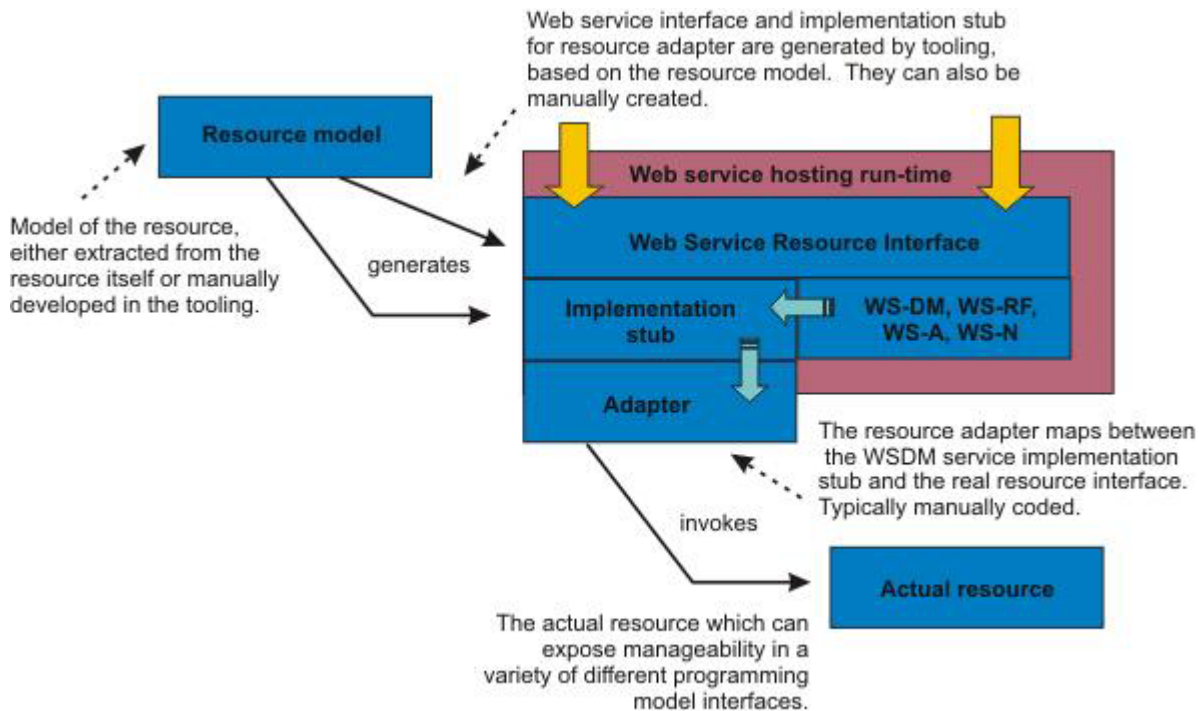 Web service interface and implementation stub
for resource adapter are generated by tooling,
based on the resource model. They can also be
manually created.
Resource model
Web service hosting run-time
Model of the resource,
either extracted from the
resource itself or manually
developed in the tooling.
generates
Web Service Resource Interface
Implementation
stub
WS-DM, WS-RF,
WS-A, WS-N
Adapter
The resource adapter maps between
the WSDM service implementation
stub and the real resource interface.
Typically manually coded.
invokes
Actual resource
The actual resource which can
expose manageability in a
variety of different programming
model interfaces.